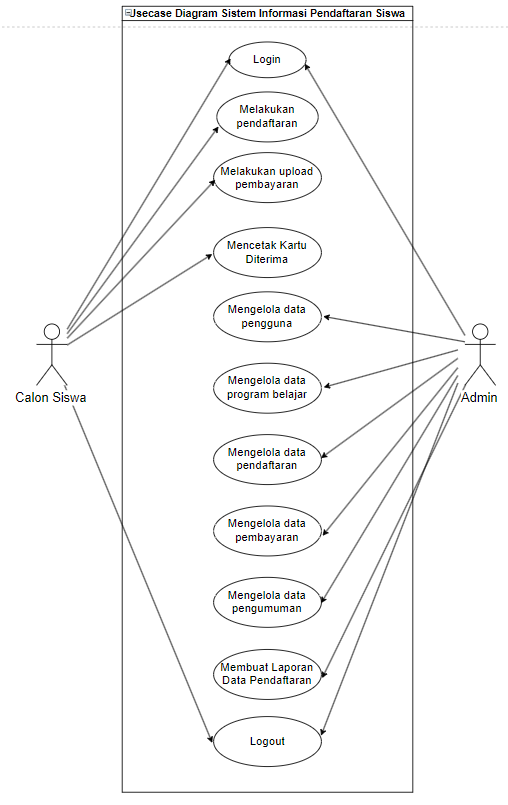 Usecase Diagram Sistem Informasi Pendaftaran Siswa
Login
Melakukan
pendaftaran
Melakukan upload
pembayaran
Mencetak Kartu
Diterima
Mengelola data
pengguna
Mengelola data
program belajar
Calon Siswa
Admin
Mengelola data
pendaftaran
Mengelola data
pembayaran
Mengelola data
pengumuman
Membuat Laporan
Data Pendaftaran
Logout